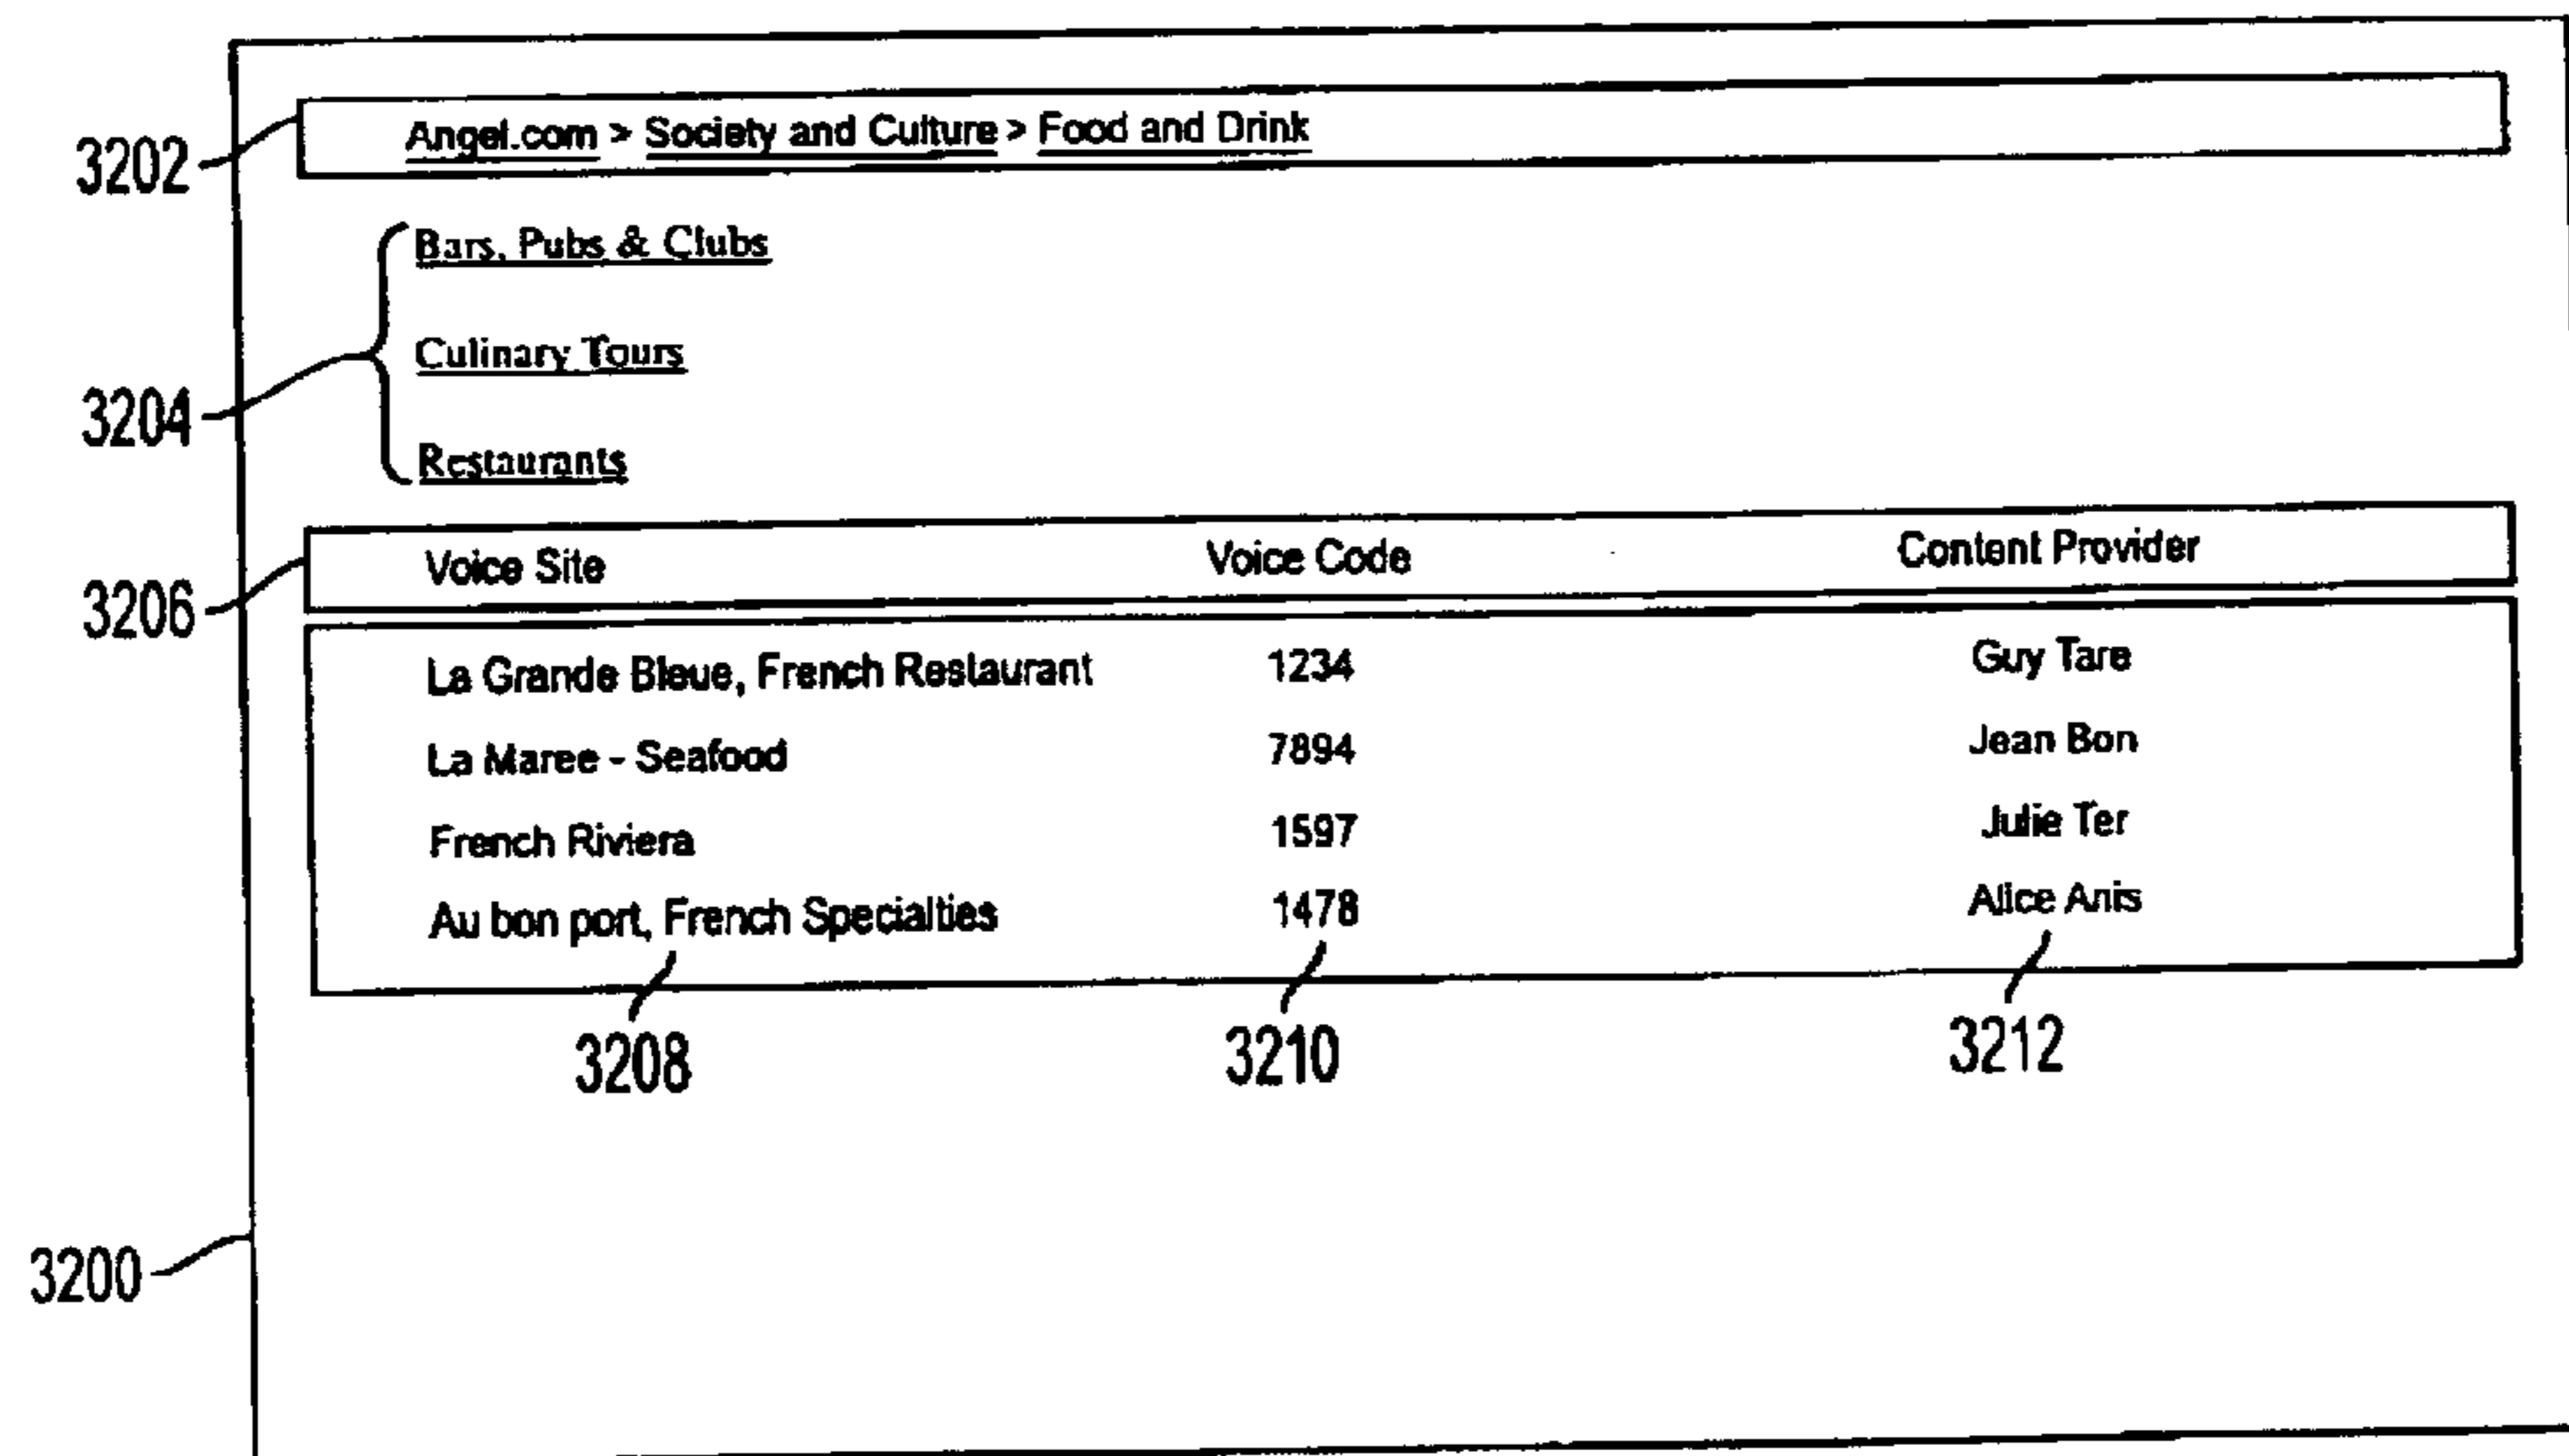 3202 Angel.com > Society and Culture > Food and Drink
Bars, Pubs & Clubs
Culinary Tours
3204
Restaurants
Voice Site Voice Code Content Provider
3206
La Grande Bleue, French Restaurant 1234 Guy Tare
La Maree - Seafood 7894 Jean Bon
French Riviera 1597 Julie Ter
Au bon port, French Specialties 1478 Alice Anis
3208 3210 3212
3200